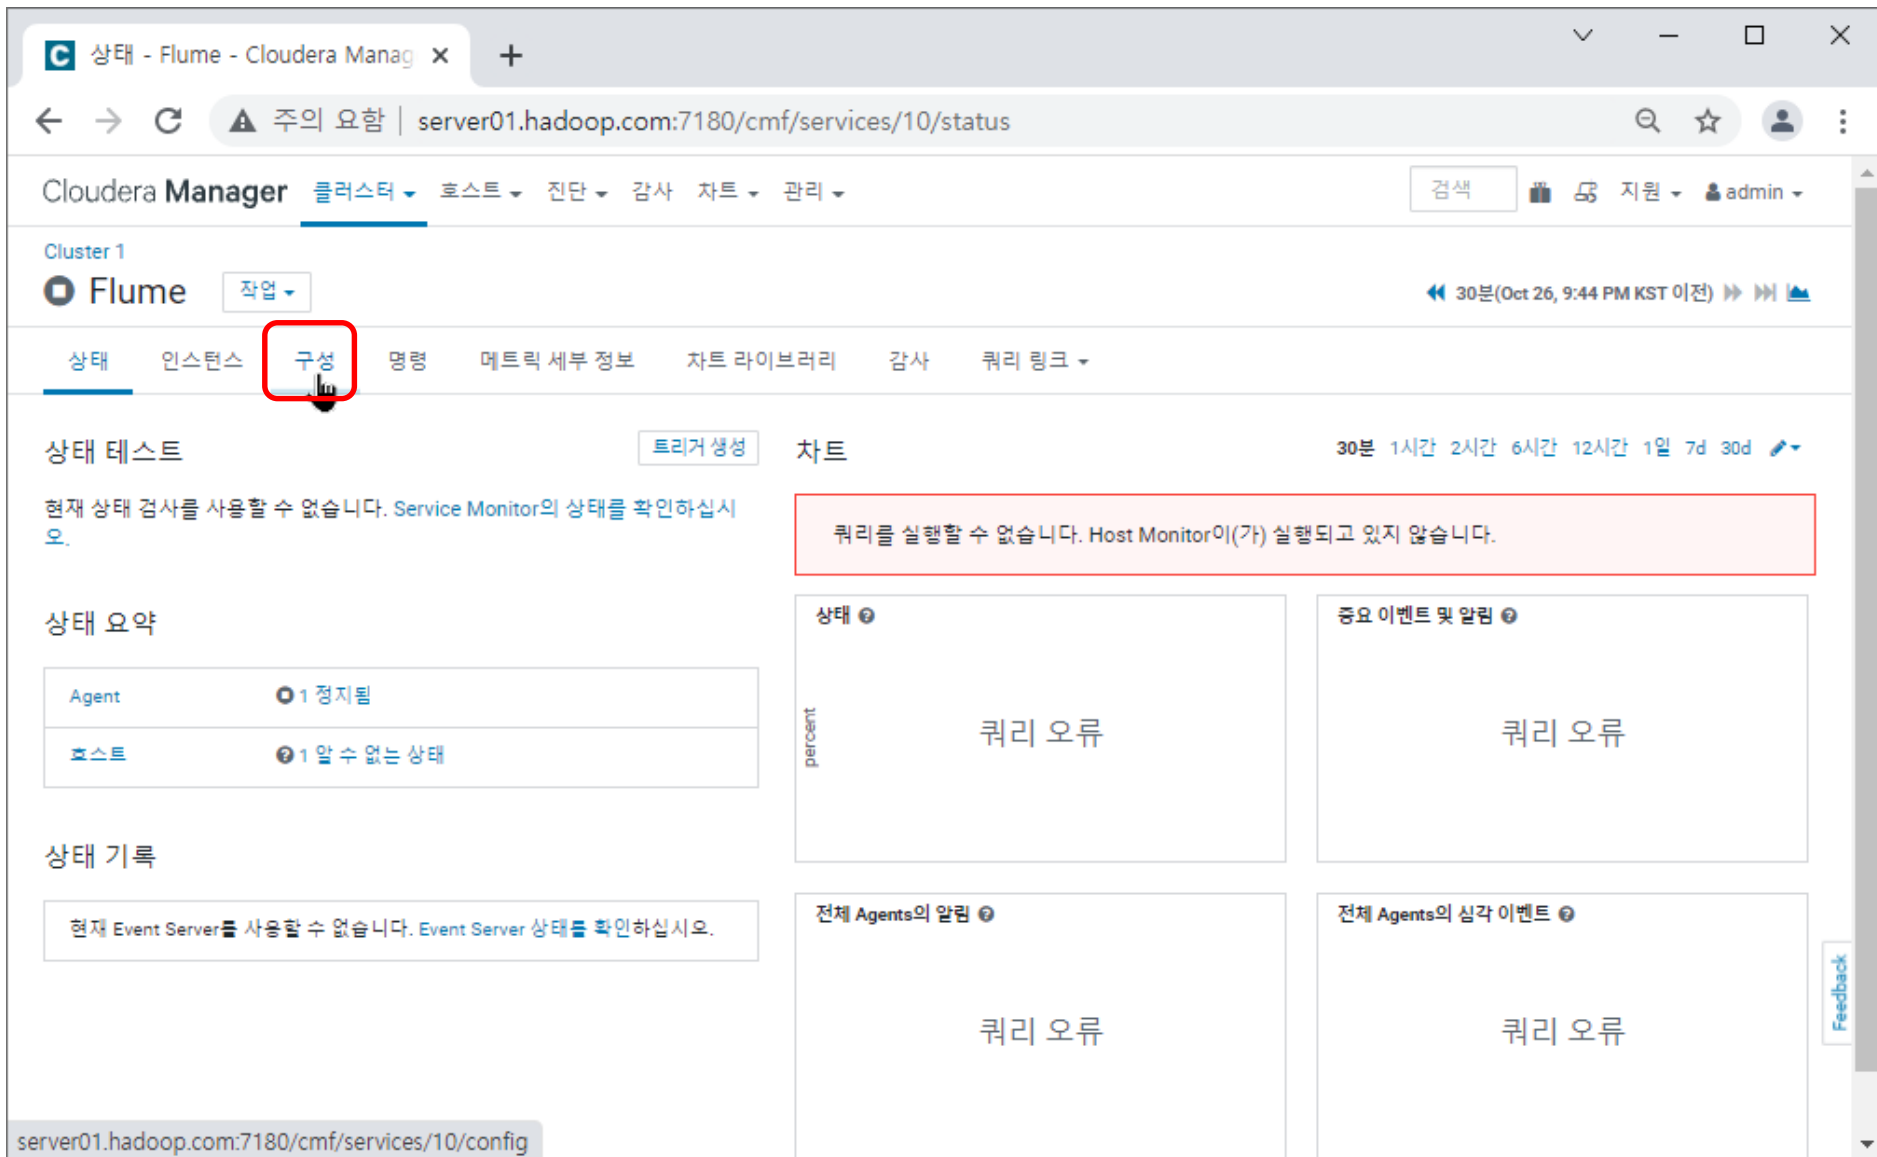 상태 - Flume - Cloudera Manag
주의 요함 | server01.hadoop.com:7180/cmf/services/10/status
Cloudera Manager 클러스터 호스트 진단 감사 차트 관리 검색 지원 admin
Cluster 1
Flume 작업 30분(Oct 26, 9:44 PM KST 이전)
상태 인스턴스 구성 명령 메트릭 세부 정보 차트 라이브러리 감사 쿼리 링크
상태 테스트 트리거 생성
현재 상태 검사를 사용할 수 없습니다. Service Monitor의 상태를 확인하십시
오.
상태 요약
Agent 1 정지됨
호스트 1 알 수 없는 상태
상태 기록
현재 Event Server를 사용할 수 없습니다. Event Server 상태를 확인하십시오.
차트 30분 1시간 2시간 6시간 12시간 1일 7d 30d
쿼리를 실행할 수 없습니다. Host Monitor이(가) 실행되고 있지 않습니다.
상태
percent
쿼리 오류
중요 이벤트 및 알림
쿼리 오류
전체 Agents의 알림
쿼리 오류
전체 Agents의 심각 이벤트
쿼리 오류
Feedback
server01.hadoop.com:7180/cmf/services/10/config